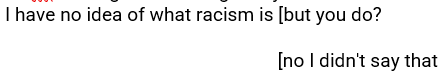 I have no idea of what racism is [but you do?
[no I didn't say that